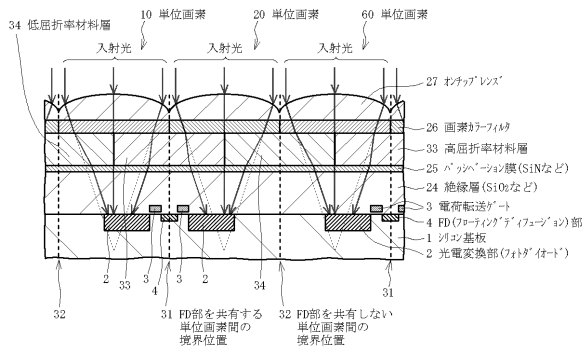 10 単位画素
20 単位画素
60 単位画素
34 低屈折率材料層
入射光
入射光
入射光
27 オンチップレンズ
26 画素カラーフィルタ
33 高屈折率材料層
25 パッシベーション膜(SiNなど)
24 絶縁層(SiO₂など)
3 電荷転送ゲート
4 FD(フローティングディフュージョン)部
1 シリコン基板
2 光電変換部(フォトダイオード)
2
33
3
4
3
2
34
2
31
32
31 FD部を共有する
単位画素間の
境界位置
32 FD部を共有しない
単位画素間の
境界位置